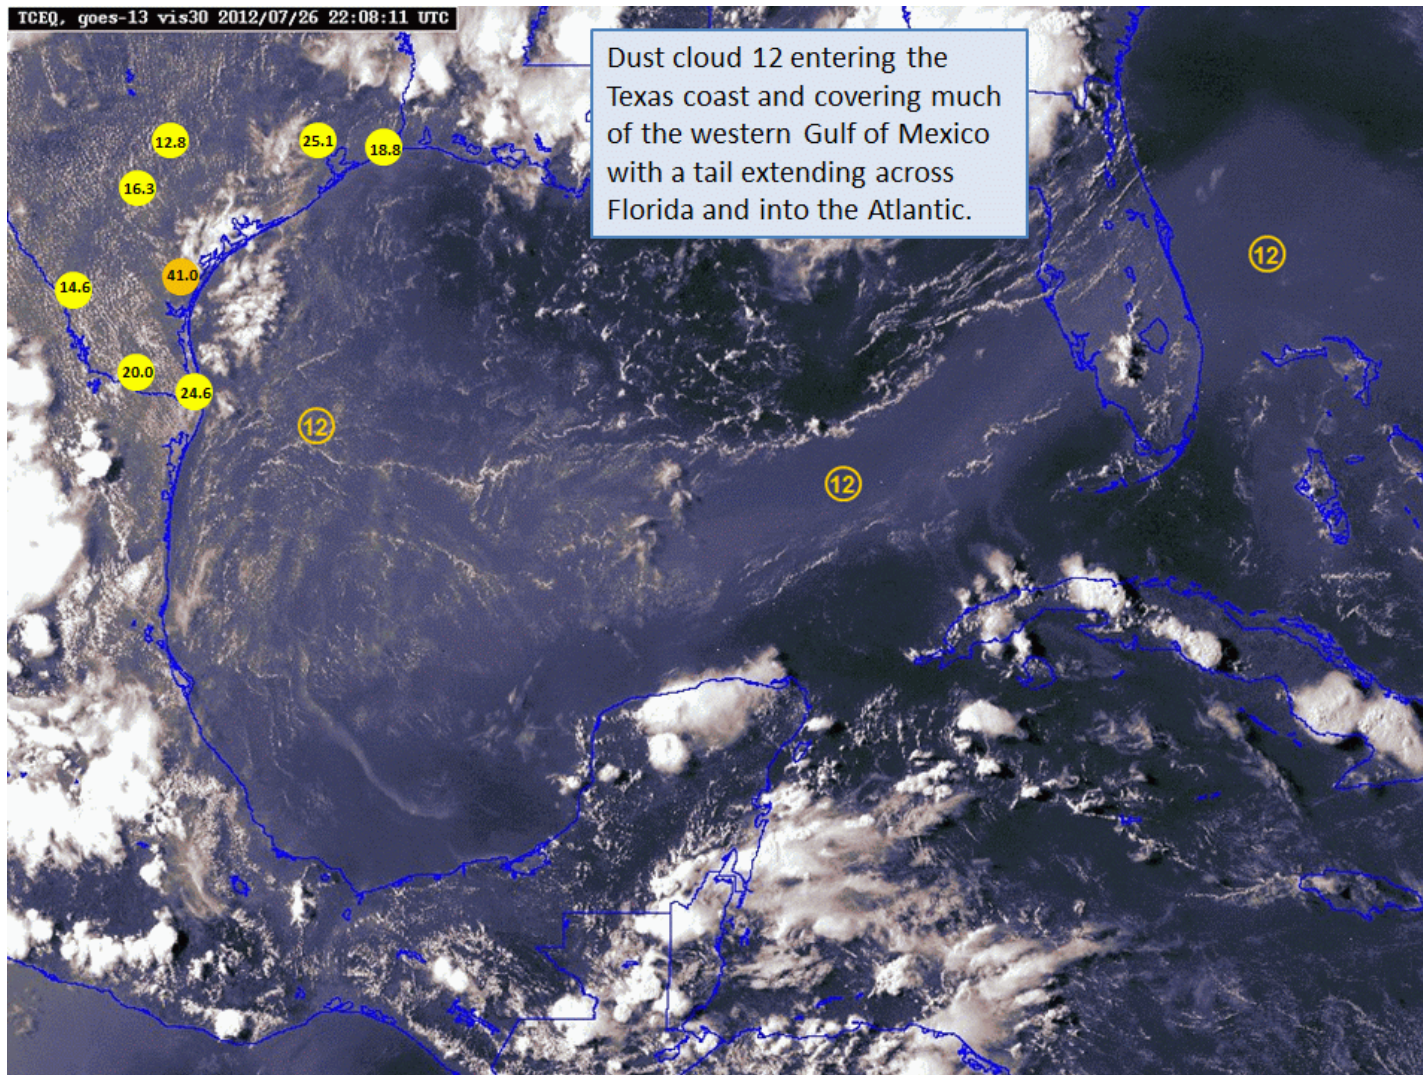 TCEQ, goes-13 vis30 2012/07/26 22:08:11 UTC
Dust cloud 12 entering the
Texas coast and covering much
of the western Gulf of Mexico
with a tail extending across
Florida and into the Atlantic.
12.8
25.1
18.8
16.3
12
41.0
14.6
20.0
24.6
12
12